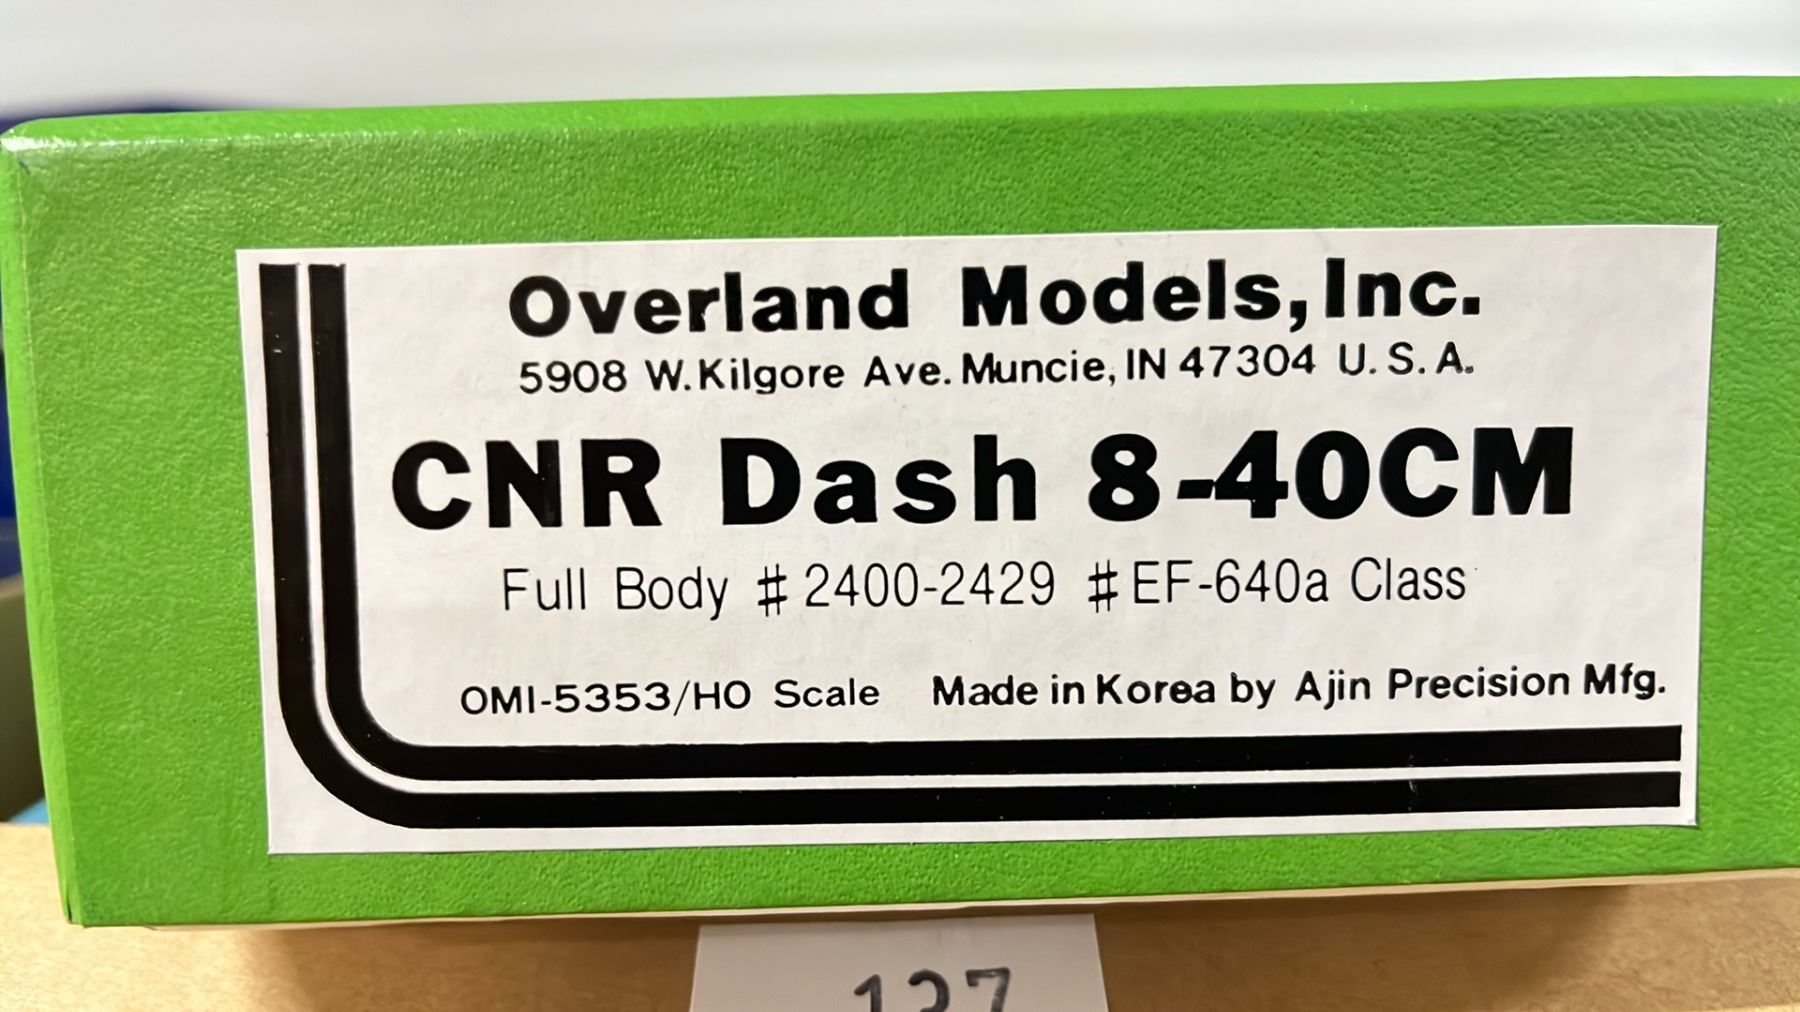 Overland Models, Inc.
5908 W. Kilgore Ave. Muncie, IN 47304 U. S. A.
CNR Dash 8-40CM
Full Body # 2400-2429 # EF-640a Class
OMI-5353/HO Scale Made in Korea by Ajin Precision Mfg.